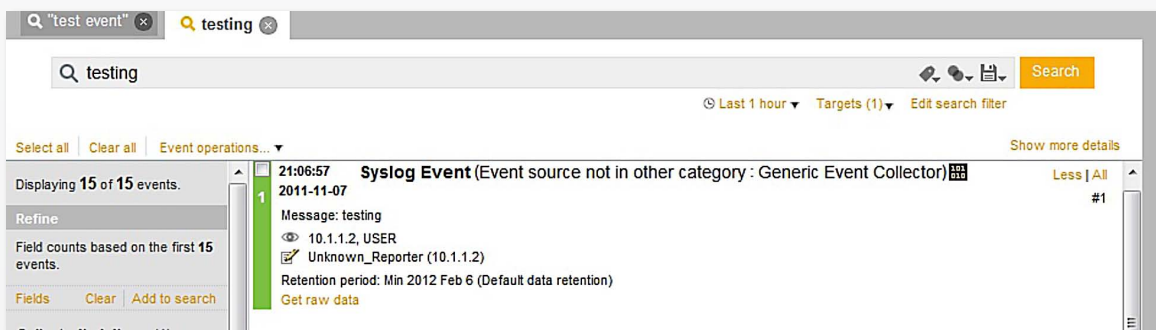 "test event"
testing
testing
Search
Last 1 hour
Targets (1)
Edit search filter
Select all
Clear all
Event operations...
Show more details
Displaying 15 of 15 events.
Refine
Field counts based on the first 15
events.
Fields
Clear
Add to search
1
21:06:57
2011-11-07
Syslog Event (Event source not in other category : Generic Event Collector)
Less | All
#1
Message: testing
10.1.1.2, USER
Unknown_Reporter (10.1.1.2)
Retention period: Min 2012 Feb 6 (Default data retention)
Get raw data